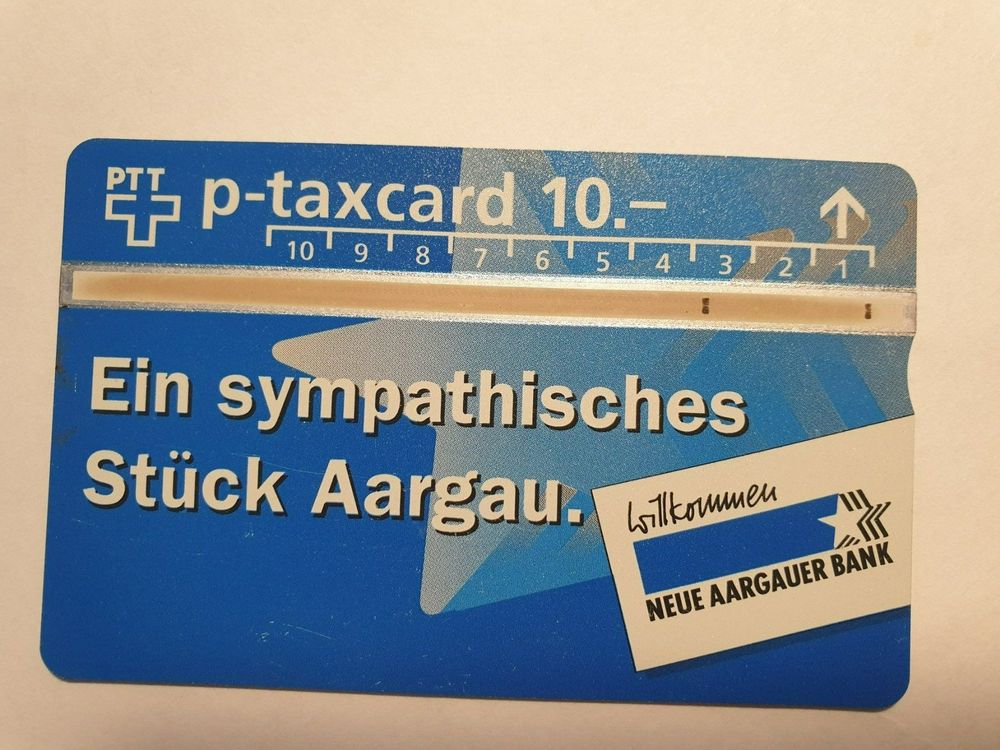 PTT
p-taxcard 10.–
10 9 8 7 6 5 4 3 2 1
Ein sympathisches
Stück Aargau.
Willkommen
NEUE AARGAUER BANK